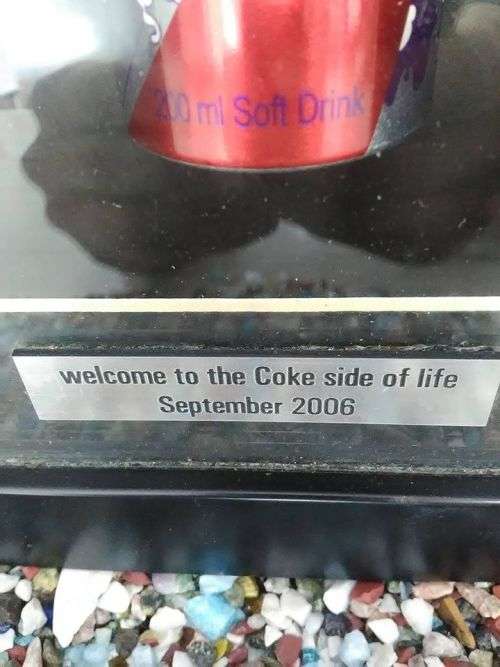 200 ml Soft Drink
welcome to the Coke side of life
September 2006